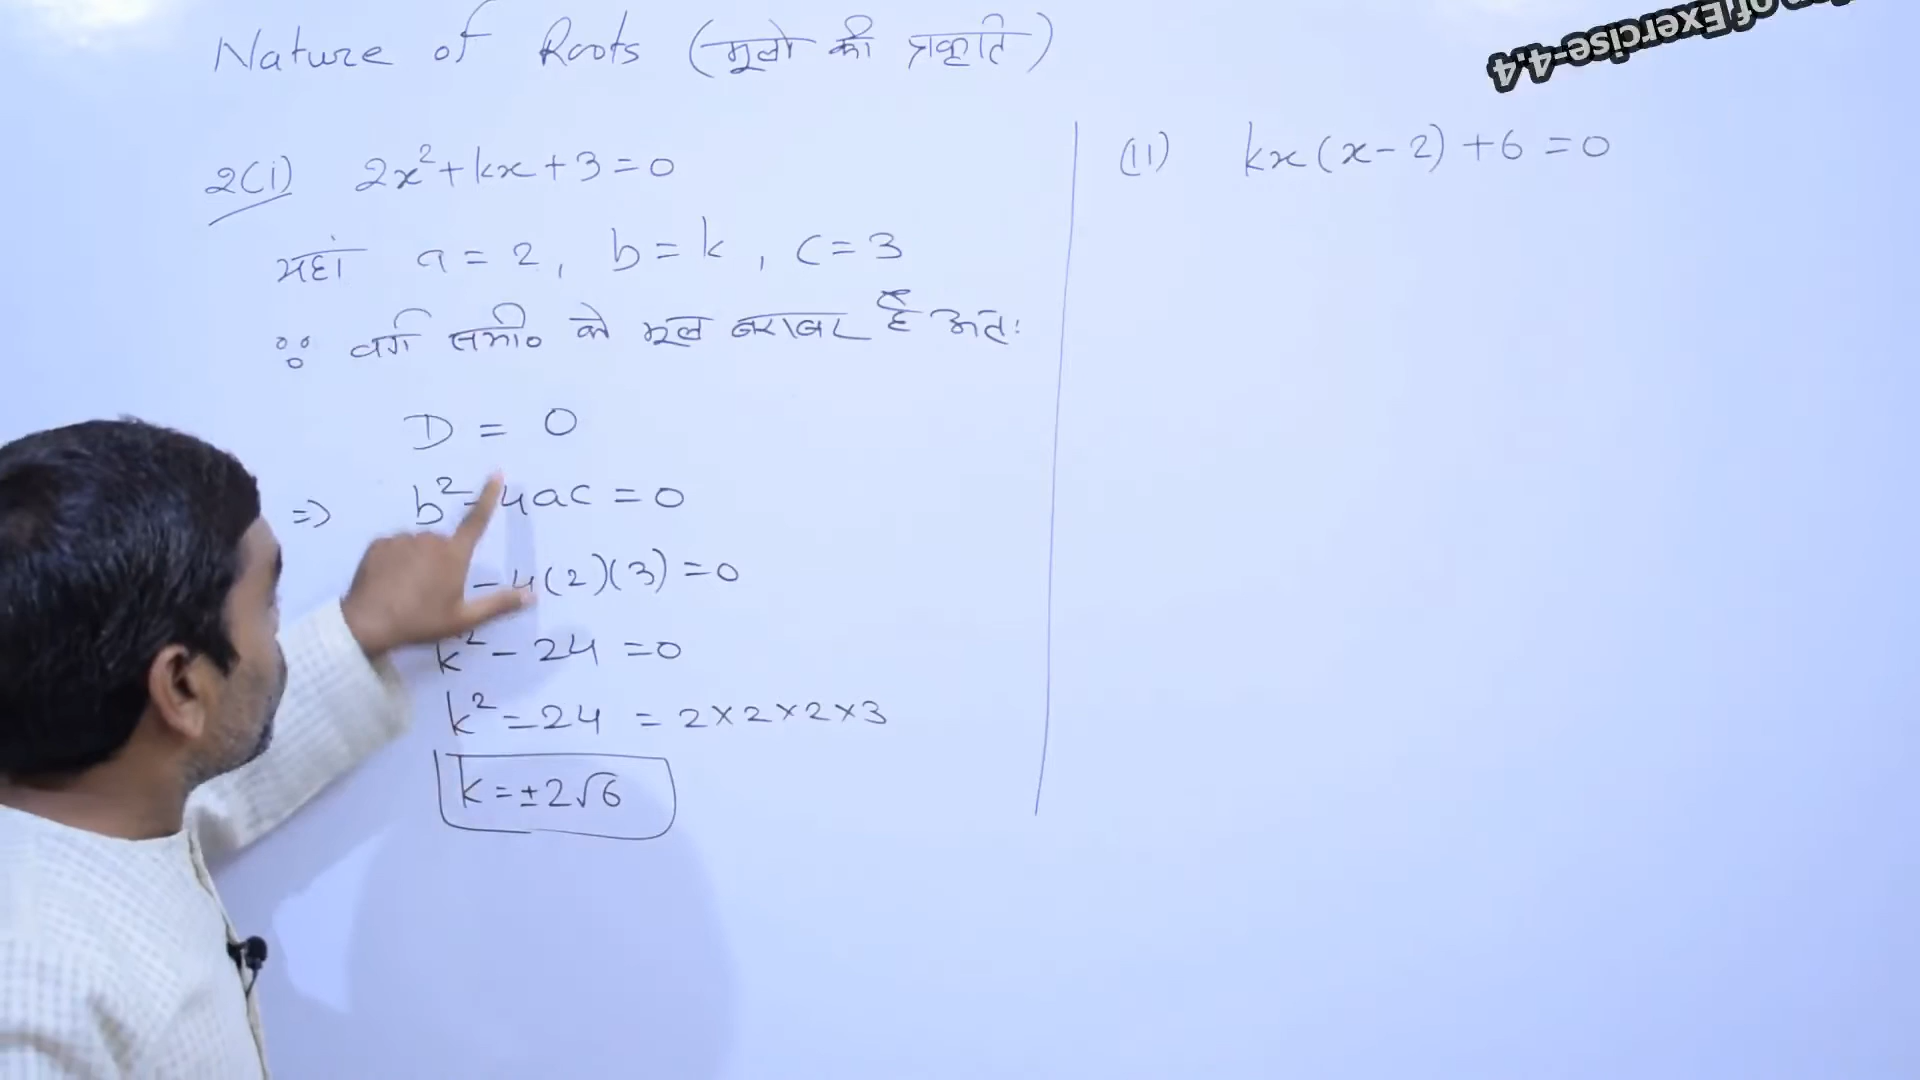 Nature of Roots (मूलों की प्रकृति)
of Exercise-4.4
2(i) 2x²+kx+3=0
यहां a=2, b=k, c=3
∵ वर्ग समी० के मूल बराबर हैं अतः
D = 0
⇒ b²-4ac=0
-4(2)(3)=0
k²-24=0
k²=24 = 2×2×2×3
k=±2√6
(ii) kx(x-2)+6=0